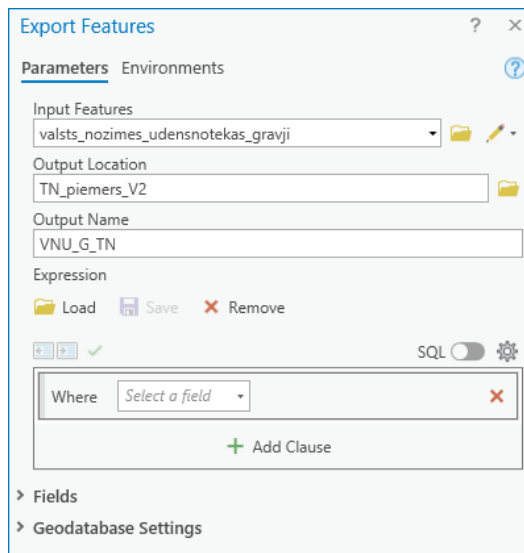 Export Features ? ×
Parameters Environments ?
Input Features
valsts_nozimes_udensnotekas_gravji
Output Location
TN_piemers_V2
Output Name
VNU_G_TN
Expression
Load Save Remove
SQL
Where Select a field
Add Clause
Fields
Geodatabase Settings